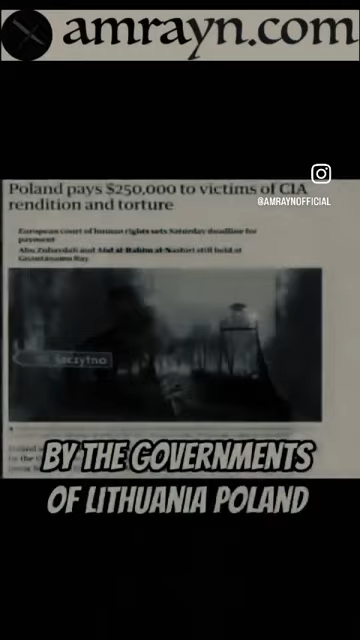 amrayn.com
@AMRAYNOFFICIAL
Poland pays $250,000 to victims of CIA
rendition and torture
European court of human rights sets Saturday deadline for
payment
Abu Zubaydah and Abd al-Rahim al-Nashiri still held at
Guantánamo Bay
Szczytno
BY THE GOVERNMENTS
OF LITHUANIA POLAND